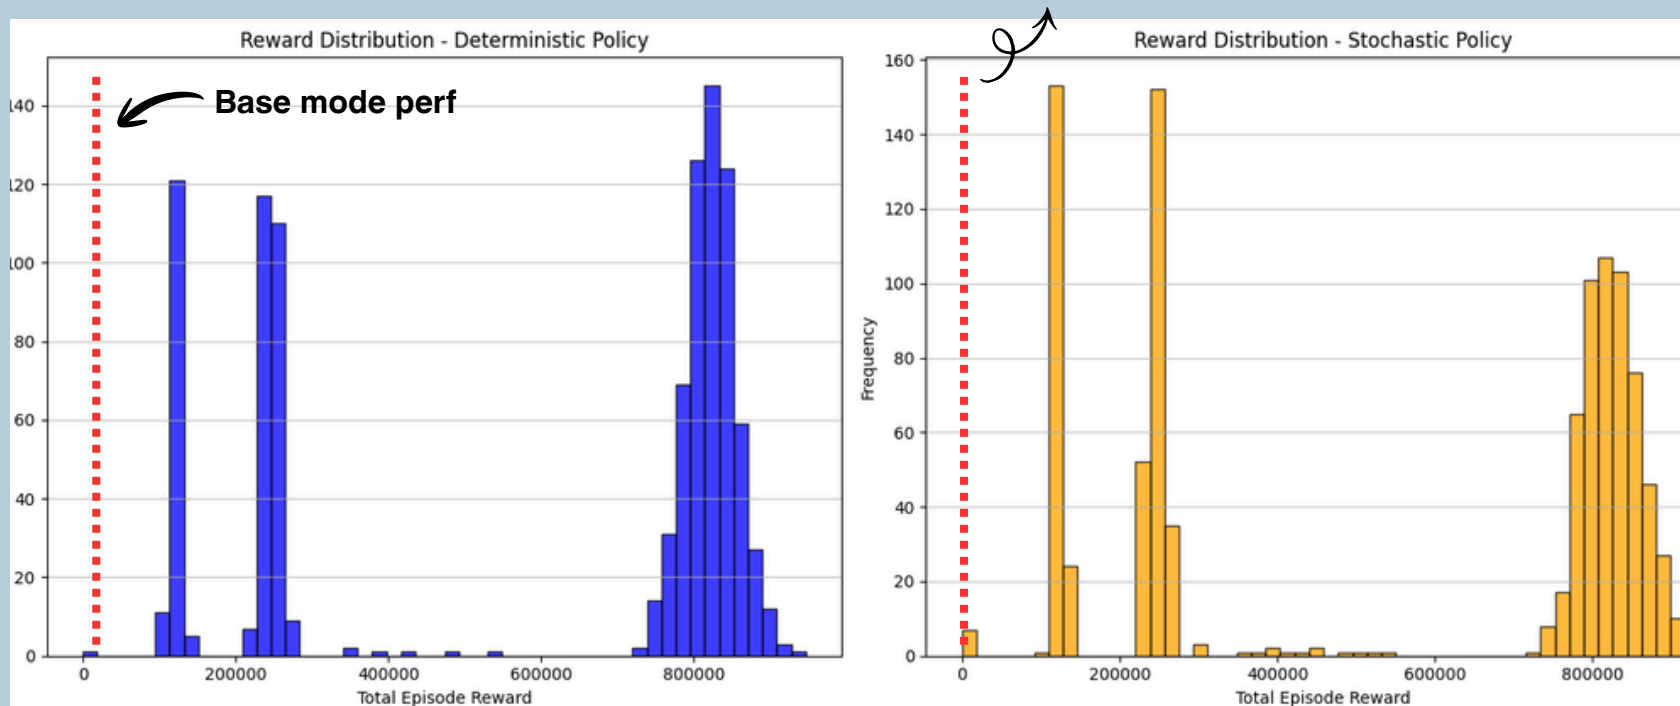 Reward Distribution - Deterministic Policy
Base mode perf
140
120
100
80
60
40
20
0
0 200000 400000 600000 800000
Total Episode Reward
Reward Distribution - Stochastic Policy
Frequency
160
140
120
100
80
60
40
20
0
0 200000 400000 600000 800000
Total Episode Reward